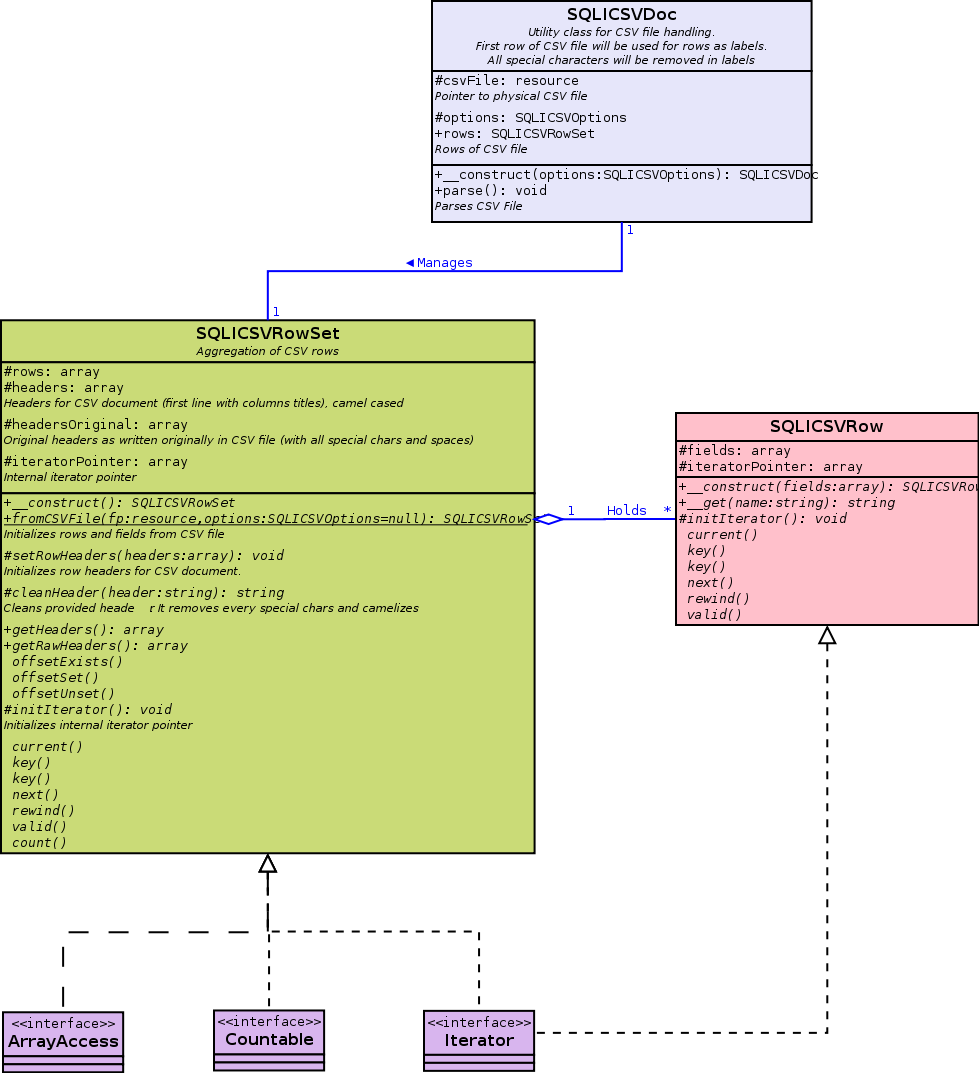 SQLICSVDoc
Utility class for CSV file handling.
First row of CSV file will be used for rows as labels.
All special characters will be removed in labels
#csvFile: resource
Pointer to physical CSV file
#options: SQLICSVOptions
+rows: SQLICSVRowSet
Rows of CSV file
+__construct(options:SQLICSVOptions): SQLICSVDoc
+parse(): void
Parses CSV File
1
◄Manages
1
SQLICSVRowSet
Aggregation of CSV rows
#rows: array
#headers: array
Headers for CSV document (first line with columns titles), camel cased
#headersOriginal: array
Original headers as written originally in CSV file (with all special chars and spaces)
#iteratorPointer: array
Internal iterator pointer
+__construct(): SQLICSVRowSet
+fromCSVFile(fp:resource,options:SQLICSVOptions=null): SQLICSVRowS
Initializes rows and fields from CSV file
#setRowHeaders(headers:array): void
Initializes row headers for CSV document.
#cleanHeader(header:string): string
Cleans provided heade r It removes every special chars and camelizes
+getHeaders(): array
+getRawHeaders(): array
offsetExists()
offsetSet()
offsetUnset()
#initIterator(): void
Initializes internal iterator pointer
current()
key()
key()
next()
rewind()
valid()
count()
1 Holds *
SQLICSVRow
#fields: array
#iteratorPointer: array
+__construct(fields:array): SQLICSVRow
+__get(name:string): string
#initIterator(): void
current()
key()
key()
next()
rewind()
valid()
<<interface>>
ArrayAccess
<<interface>>
Countable
<<interface>>
Iterator